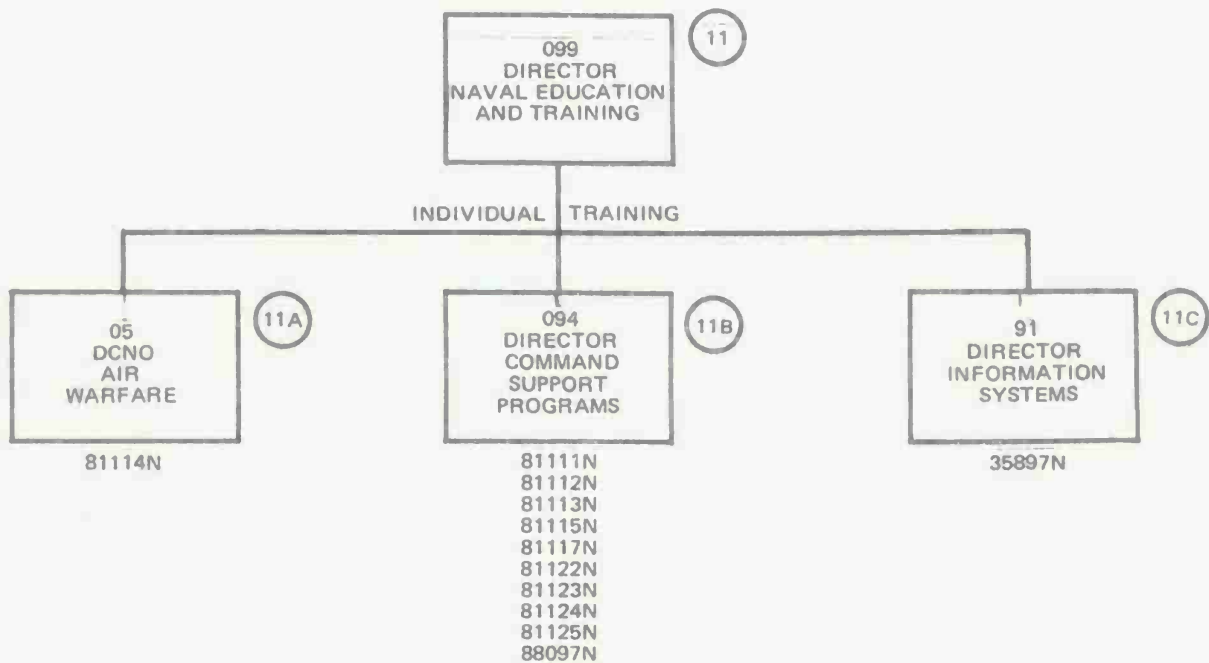 099
DIRECTOR
NAVAL EDUCATION
AND TRAINING
11
INDIVIDUAL TRAINING
05
DCNO
AIR
WARFARE
11A
81114N
094
DIRECTOR
COMMAND
SUPPORT
PROGRAMS
11B
81111N
81112N
81113N
81115N
81117N
81122N
81123N
81124N
81125N
88097N
91
DIRECTOR
INFORMATION
SYSTEMS
11C
35897N